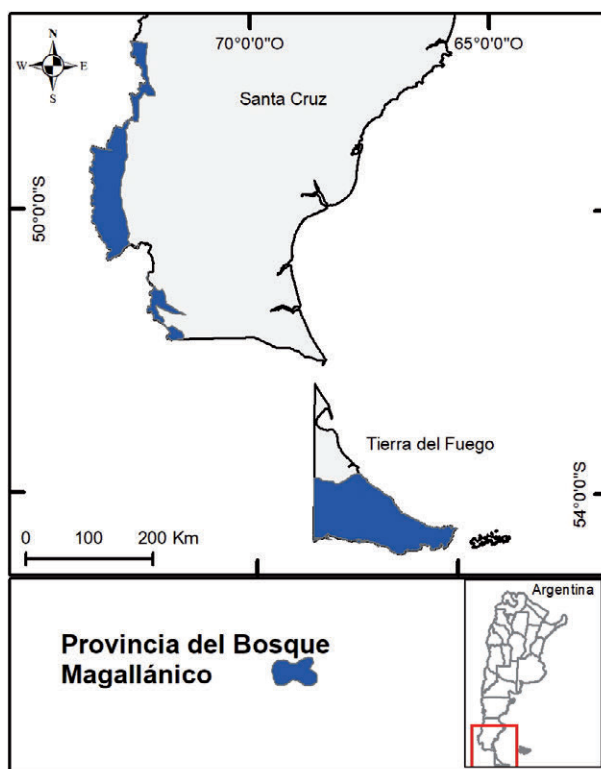 70°0'0"O
65°0'0"O
N
W E
S
Santa Cruz
50°0'0"S
Tierra del Fuego
54°0'0"S
0 100 200 Km
Argentina
Provincia del Bosque
Magallánico